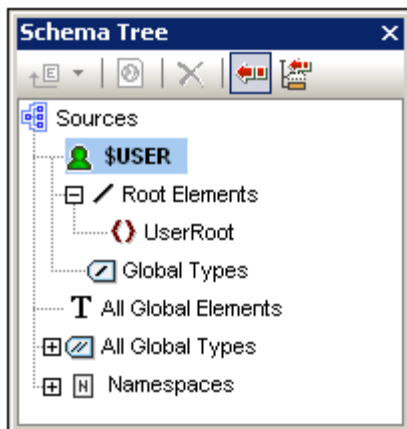 Schema Tree
Sources
$USER
Root Elements
UserRoot
Global Types
T All Global Elements
All Global Types
N Namespaces